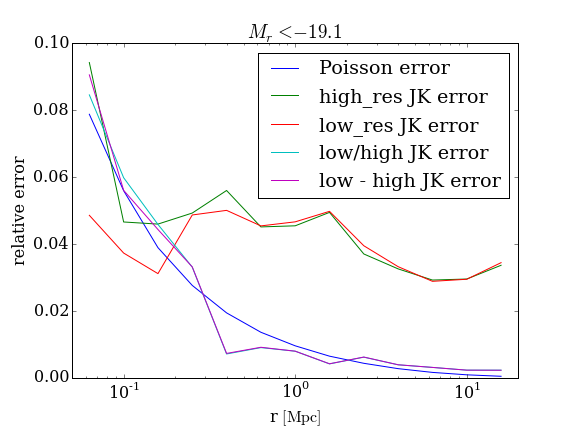 M_r <−19.1
0.10
0.08
0.06
0.04
0.02
0.00
relative error
Poisson error
high_res JK error
low_res JK error
low/high JK error
low - high JK error
10^-1 10^0 10^1
r [Mpc]